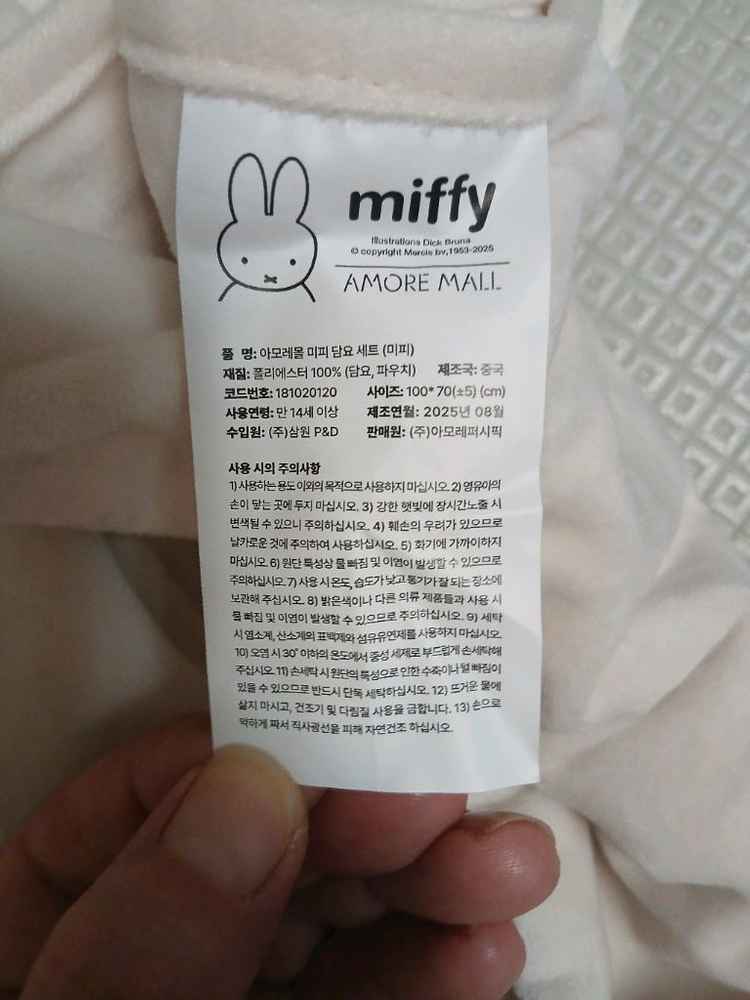 miffy
Illustrations Dick Bruna
© copyright Mercis bv,1953-2025
AMORE MALL
품 명: 아모레몰 미피 담요 세트 (미피)
재질: 폴리에스터 100% (담요, 파우치) 제조국: 중국
코드번호: 181020120 사이즈: 100*70(±5) (cm)
사용연령: 만 14세 이상 제조연월: 2025년 08월
수입원: (주)삼원 P&D 판매원: (주)아모레퍼시픽
사용 시의 주의사항
1) 사용하는 용도 이외의 목적으로 사용하지 마십시오. 2) 영유아의
손이 닿는 곳에 두지 마십시오. 3) 강한 햇빛에 장시간 노출 시
변색될 수 있으니 주의하십시오. 4) 훼손의 우려가 있으므로
날카로운 것에 주의하여 사용하십시오. 5) 화기에 가까이하지
마십시오. 6) 원단 특성상 물 빠짐 및 이염이 발생할 수 있으므로
주의하십시오. 7) 사용 시 온도, 습도가 낮고 통기가 잘 되는 장소에
보관해 주십시오. 8) 밝은색이나 다른 의류 제품들과 사용 시
물 빠짐 및 이염이 발생할 수 있으므로 주의하십시오. 9) 세탁
시 염소계, 산소계의 표백제와 섬유유연제를 사용하지 마십시오.
10) 오염 시 30° 이하의 온도에서 중성 세제로 부드럽게 손세탁해
주십시오. 11) 손세탁 시 원단의 특성으로 인한 수축이나 털 빠짐이
있을 수 있으므로 반드시 단독 세탁하십시오. 12) 뜨거운 물에
삶지 마시고, 건조기 및 다림질 사용을 금합니다. 13) 손으로
약하게 짜서 직사광선을 피해 자연건조 하십시오.